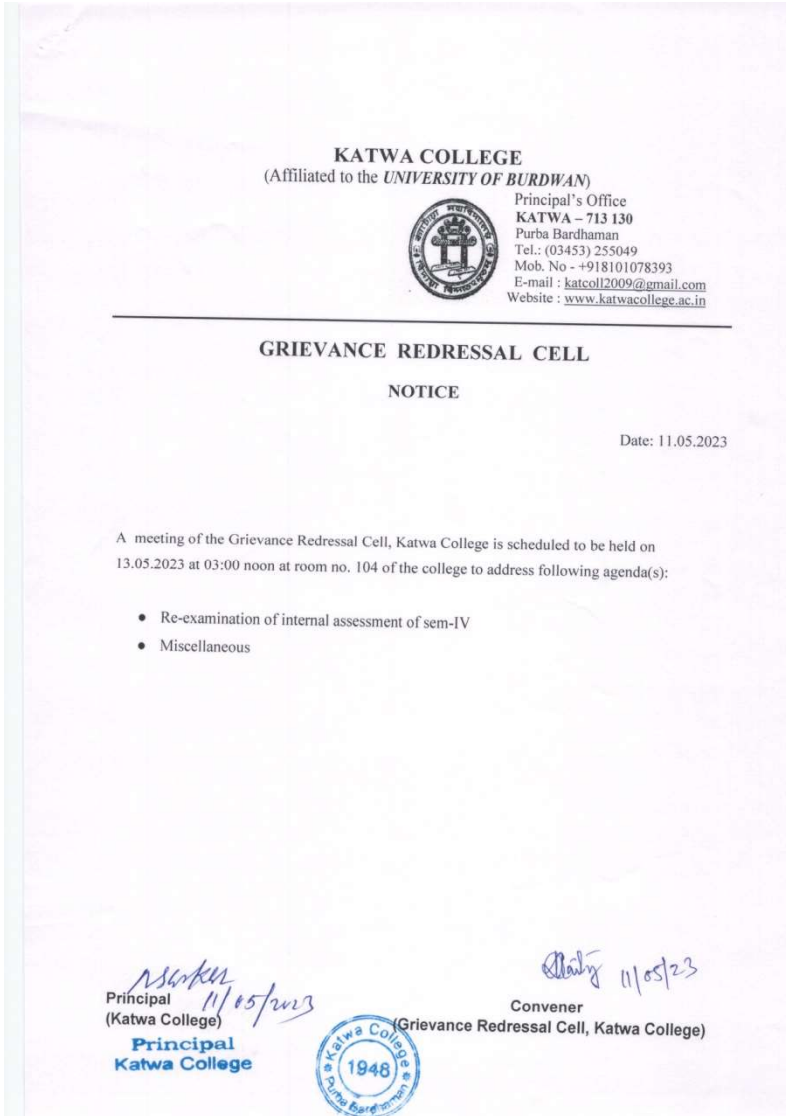 KATWA COLLEGE
(Affiliated to the UNIVERSITY OF BURDWAN)
Principal's Office
KATWA – 713 130
Purba Bardhaman
Tel.: (03453) 255049
Mob. No - +918101078393
E-mail : katcoll2009@gmail.com
Website : www.katwacollege.ac.in
GRIEVANCE REDRESSAL CELL
NOTICE
Date: 11.05.2023
A meeting of the Grievance Redressal Cell, Katwa College is scheduled to be held on
13.05.2023 at 03:00 noon at room no. 104 of the college to address following agenda(s):
● Re-examination of internal assessment of sem-IV
● Miscellaneous
11/05/23
Principal 11/05/2023
(Katwa College)
Convener
(Grievance Redressal Cell, Katwa College)
Principal
Katwa College
Katwa College
1948
Purba Bardhaman